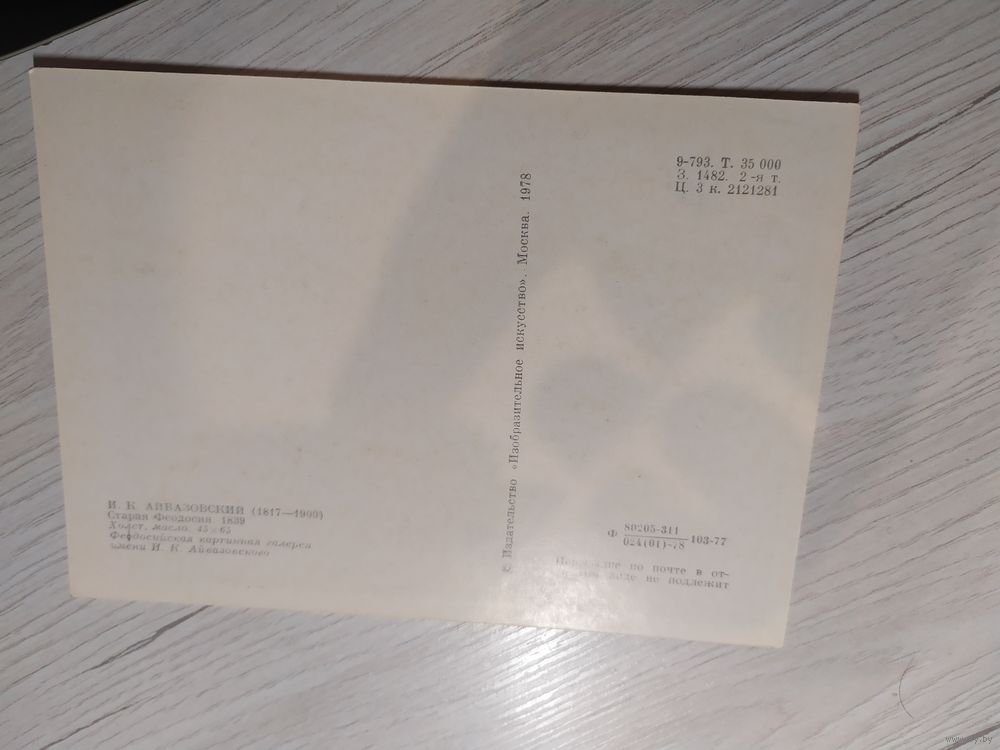 И. К. АЙВАЗОВСКИЙ (1817—1900)
Старая Феодосия 1839
Холст, масло. 45×65
Феодосийская картинная галерея
имени И. К. Айвазовского
© Издательство «Изобразительное искусство». Москва. 1978
9-793. Т. 35 000
З. 1482. 2-я т.
Ц. 3 к. 2121281
Ф 80205-311
024(01)-78 103-77
по почте в от-
не подлежит